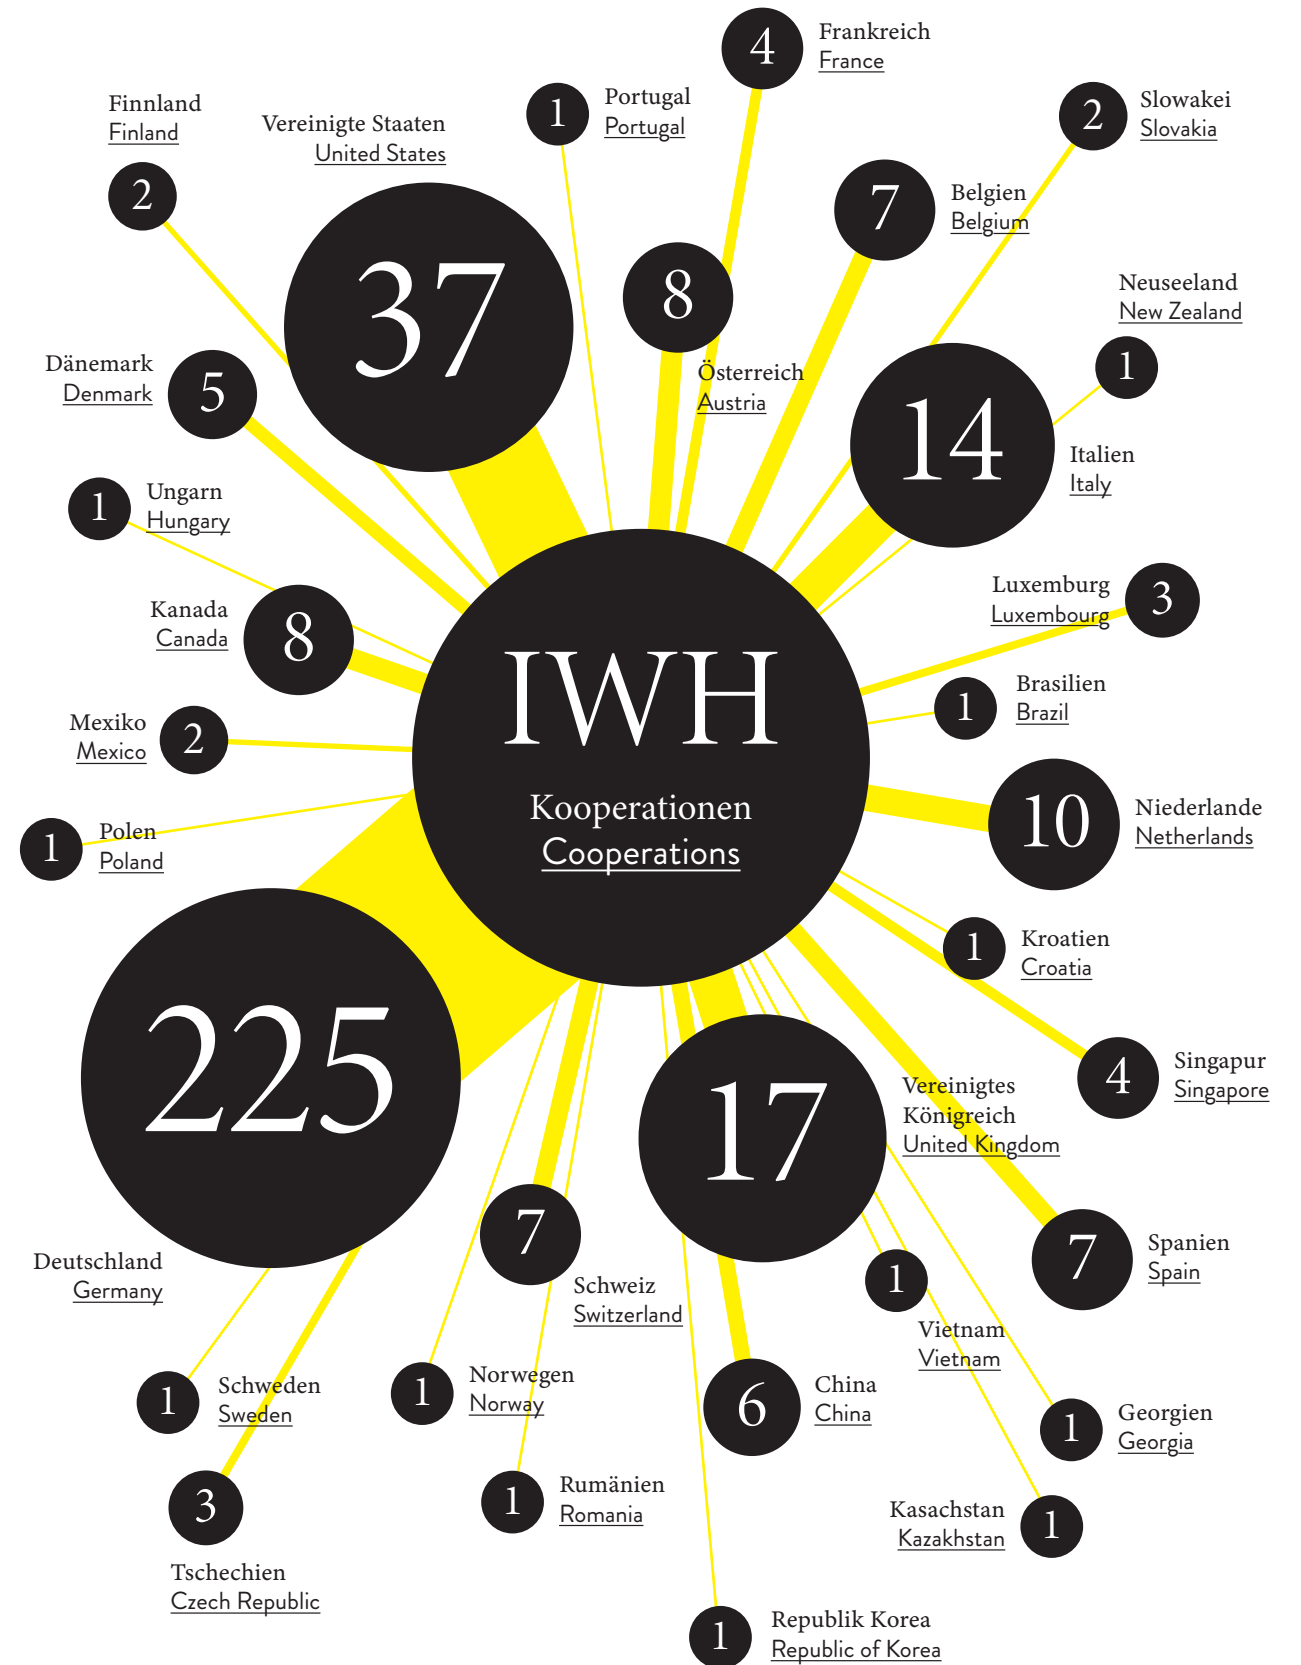 4
Frankreich
France
1
Portugal
Portugal
2
Slowakei
Slovakia
Finnland
Finland
2
Vereinigte Staaten
United States
37
7
Belgien
Belgium
8
Österreich
Austria
Neuseeland
New Zealand
1
Dänemark
Denmark
5
14
Italien
Italy
1
Ungarn
Hungary
Kanada
Canada
8
Luxemburg
Luxembourg
3
IWH
Kooperationen
Cooperations
1
Brasilien
Brazil
Mexiko
Mexico
2
10
Niederlande
Netherlands
1
Polen
Poland
1
Kroatien
Croatia
225
Deutschland
Germany
17
Vereinigtes
Königreich
United Kingdom
4
Singapur
Singapore
7
Schweiz
Switzerland
7
Spanien
Spain
1
Vietnam
Vietnam
1
Schweden
Sweden
1
Norwegen
Norway
6
China
China
1
Georgien
Georgia
3
Tschechien
Czech Republic
1
Rumänien
Romania
Kasachstan
Kazakhstan
1
1
Republik Korea
Republic of Korea